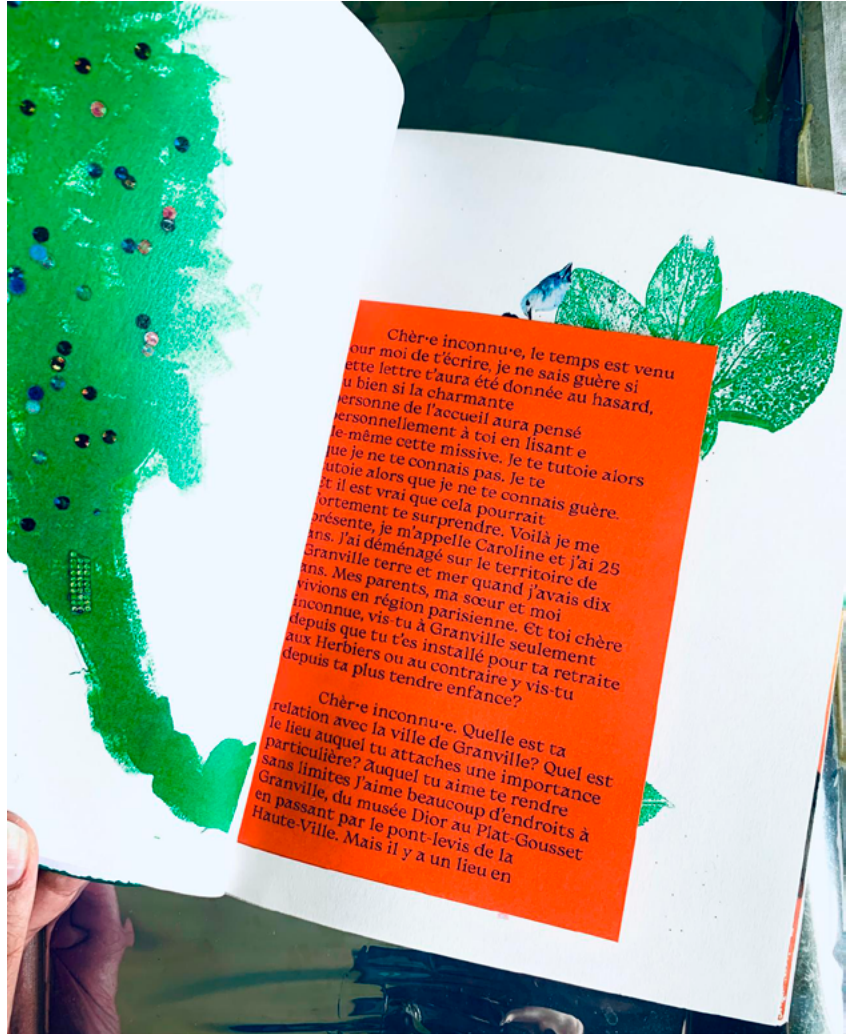 Chèr·e inconnu·e, le temps est venu
our moi de t'écrire, je ne sais guère si
ette lettre t'aura été donnée au hasard,
u bien si la charmante
personne de l'accueil aura pensé
personnellement à toi en lisant e
le-même cette missive. Je te tutoie alors
que je ne te connais pas. Je te
tutoie alors que je ne te connais guère.
Et il est vrai que cela pourrait
fortement te surprendre. Voilà je me
présente, je m'appelle Caroline et j'ai 25
ans. J'ai déménagé sur le territoire de
Granville terre et mer quand j'avais dix
ans. Mes parents, ma sœur et moi
vivions en région parisienne. Et toi chère
inconnue, vis-tu à Granville seulement
depuis que tu t'es installé pour ta retraite
aux Herbiers ou au contraire y vis-tu
depuis ta plus tendre enfance?
Chèr·e inconnu·e. Quelle est ta
relation avec la ville de Granville? Quel est
le lieu auquel tu attaches une importance
particulière? Auquel tu aime te rendre
sans limites J'aime beaucoup d'endroits à
Granville, du musée Dior au Plat-Gousset
en passant par le pont-levis de la
Haute-Ville. Mais il y a un lieu en